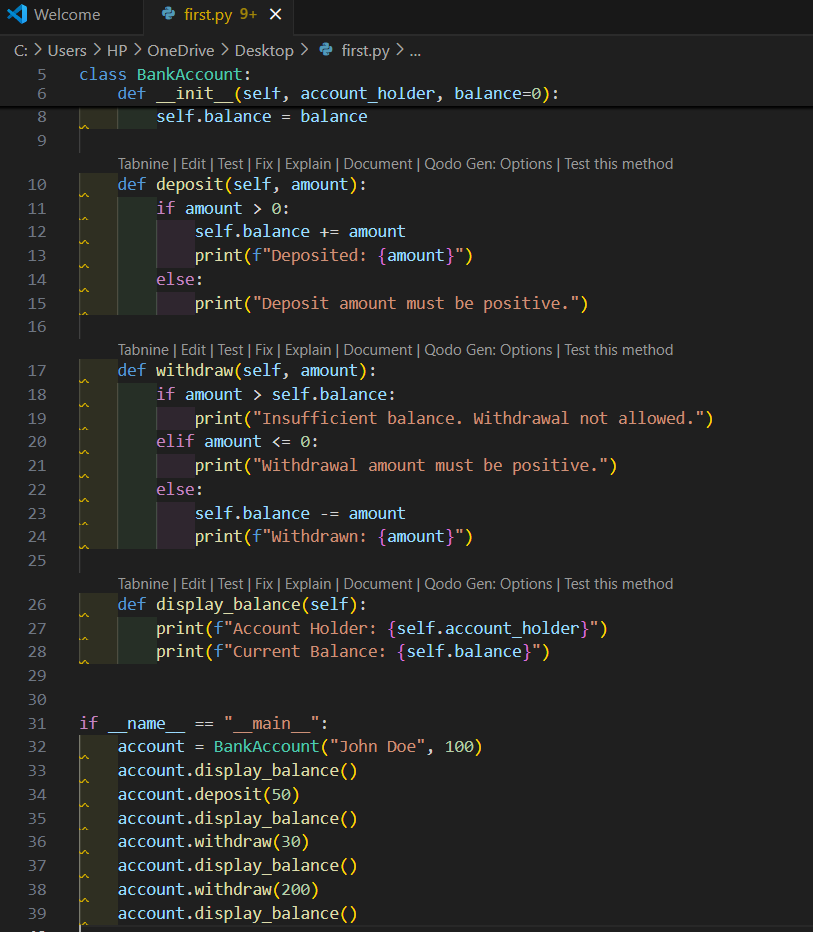 Welcome
first.py 9+
C: > Users > HP > OneDrive > Desktop > first.py > ...
5 class BankAccount:
6     def __init__(self, account_holder, balance=0):
8         self.balance = balance
9
Tabnine | Edit | Test | Fix | Explain | Document | Qodo Gen: Options | Test this method
10     def deposit(self, amount):
11         if amount > 0:
12             self.balance += amount
13             print(f"Deposited: {amount}")
14         else:
15             print("Deposit amount must be positive.")
16
Tabnine | Edit | Test | Fix | Explain | Document | Qodo Gen: Options | Test this method
17     def withdraw(self, amount):
18         if amount > self.balance:
19             print("Insufficient balance. Withdrawal not allowed.")
20         elif amount <= 0:
21             print("Withdrawal amount must be positive.")
22         else:
23             self.balance -= amount
24             print(f"Withdrawn: {amount}")
25
Tabnine | Edit | Test | Fix | Explain | Document | Qodo Gen: Options | Test this method
26     def display_balance(self):
27         print(f"Account Holder: {self.account_holder}")
28         print(f"Current Balance: {self.balance}")
29
30
31 if __name__ == "__main__":
32     account = BankAccount("John Doe", 100)
33     account.display_balance()
34     account.deposit(50)
35     account.display_balance()
36     account.withdraw(30)
37     account.display_balance()
38     account.withdraw(200)
39     account.display_balance()